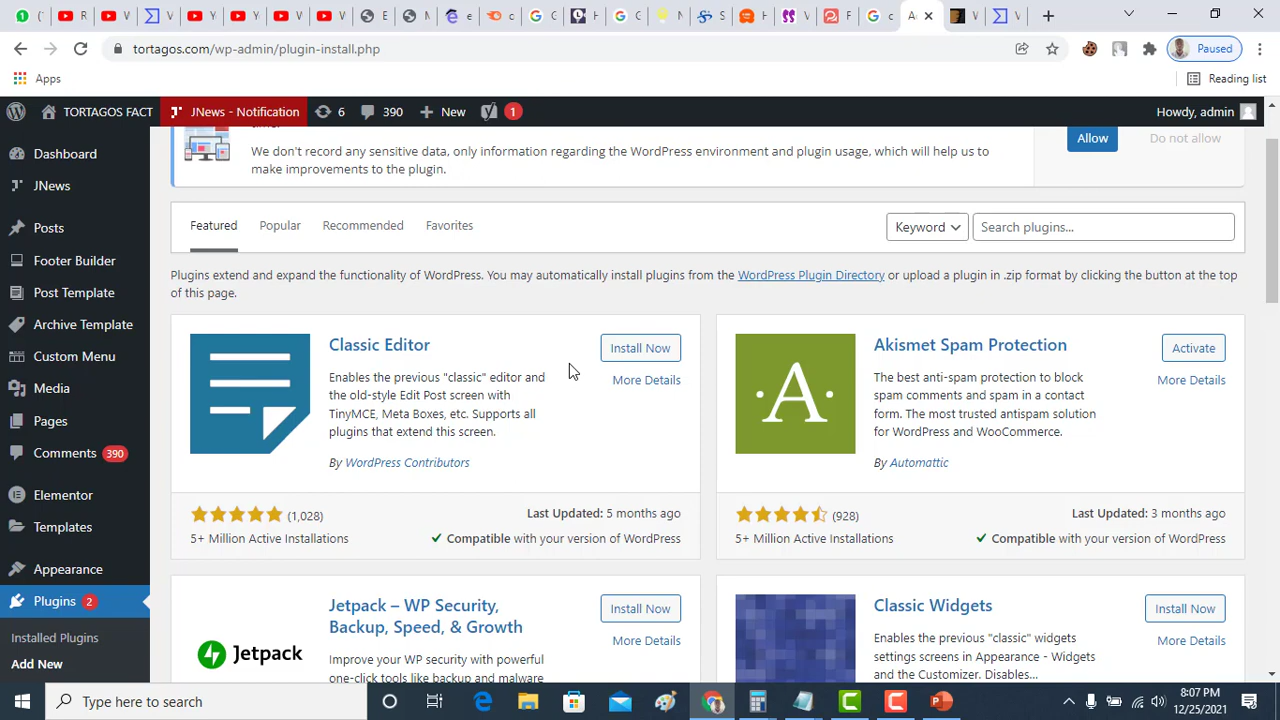 tortagos.com/wp-admin/plugin-install.php
Paused
Apps
Reading list
TORTAGOS FACT
JNews - Notification
6
390
New
1
Howdy, admin
Dashboard
JNews
Posts
Footer Builder
Post Template
Archive Template
Custom Menu
Media
Pages
Comments 390
Elementor
Templates
Appearance
Plugins 2
Installed Plugins
Add New
We don't record any sensitive data, only information regarding the WordPress environment and plugin usage, which will help us to
make improvements to the plugin.
Allow
Do not allow
Featured
Popular
Recommended
Favorites
Keyword
Search plugins...
Plugins extend and expand the functionality of WordPress. You may automatically install plugins from the WordPress Plugin Directory or upload a plugin in .zip format by clicking the button at the top
of this page.
Classic Editor
Install Now
More Details
Enables the previous "classic" editor and
the old-style Edit Post screen with
TinyMCE, Meta Boxes, etc. Supports all
plugins that extend this screen.
By WordPress Contributors
(1,028)
Last Updated: 5 months ago
5+ Million Active Installations
Compatible with your version of WordPress
Akismet Spam Protection
Activate
More Details
The best anti-spam protection to block
spam comments and spam in a contact
form. The most trusted antispam solution
for WordPress and WooCommerce.
By Automattic
(928)
Last Updated: 3 months ago
5+ Million Active Installations
Compatible with your version of WordPress
Jetpack
Jetpack – WP Security,
Backup, Speed, & Growth
Install Now
More Details
Improve your WP security with powerful
one-click tools like backup and malware
Classic Widgets
Install Now
More Details
Enables the previous "classic" widgets
settings screens in Appearance - Widgets
and the Customizer. Disables...
Type here to search
8:07 PM
12/25/2021